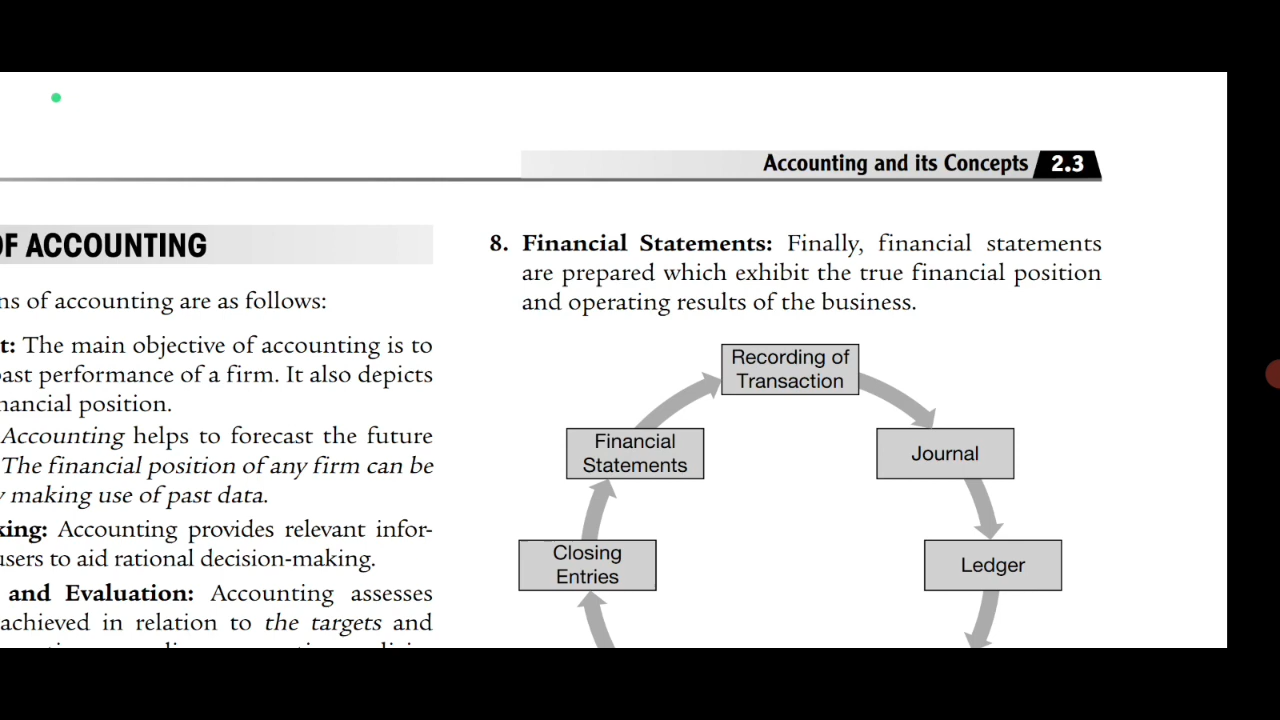 Accounting and its Concepts 2.3
OF ACCOUNTING
ns of accounting are as follows:
t: The main objective of accounting is to
past performance of a firm. It also depicts
nancial position.
Accounting helps to forecast the future
The financial position of any firm can be
y making use of past data.
king: Accounting provides relevant infor-
users to aid rational decision-making.
and Evaluation: Accounting assesses
achieved in relation to the targets and
8. Financial Statements: Finally, financial statements
are prepared which exhibit the true financial position
and operating results of the business.
Recording of
Transaction
Journal
Ledger
Closing
Entries
Financial
Statements